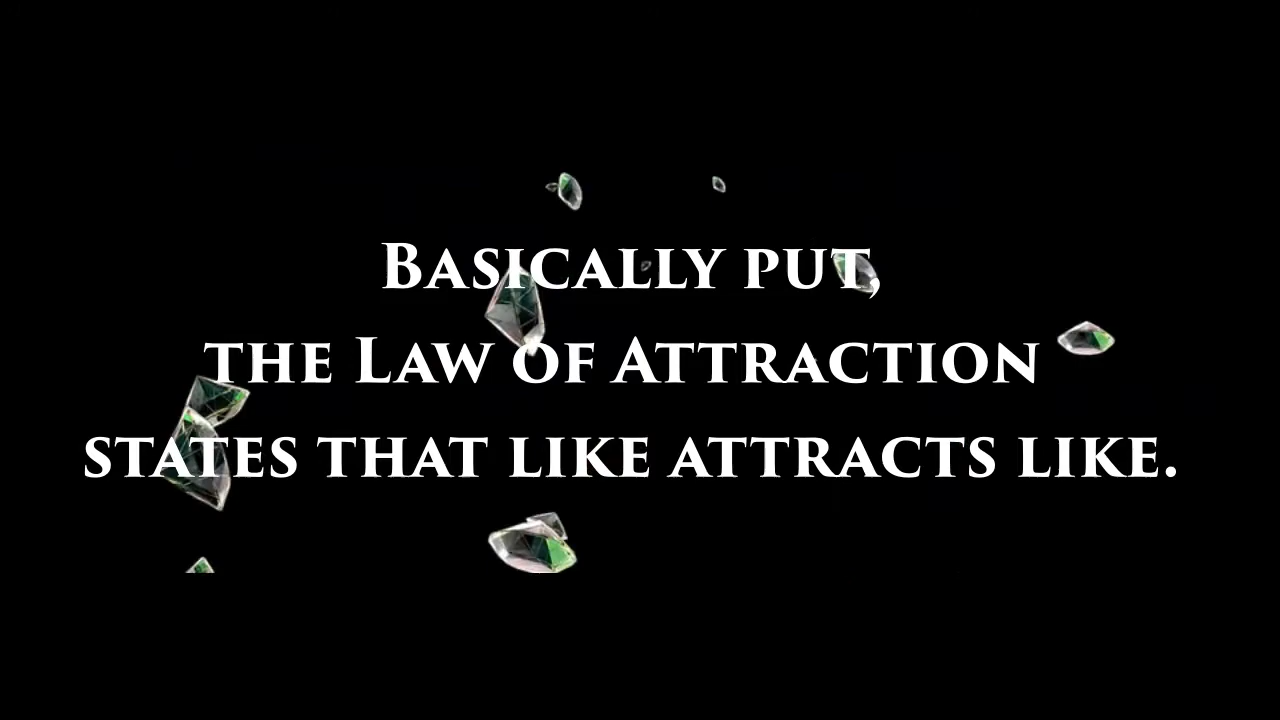 Basically put,
the Law of Attraction
states that like attracts like.